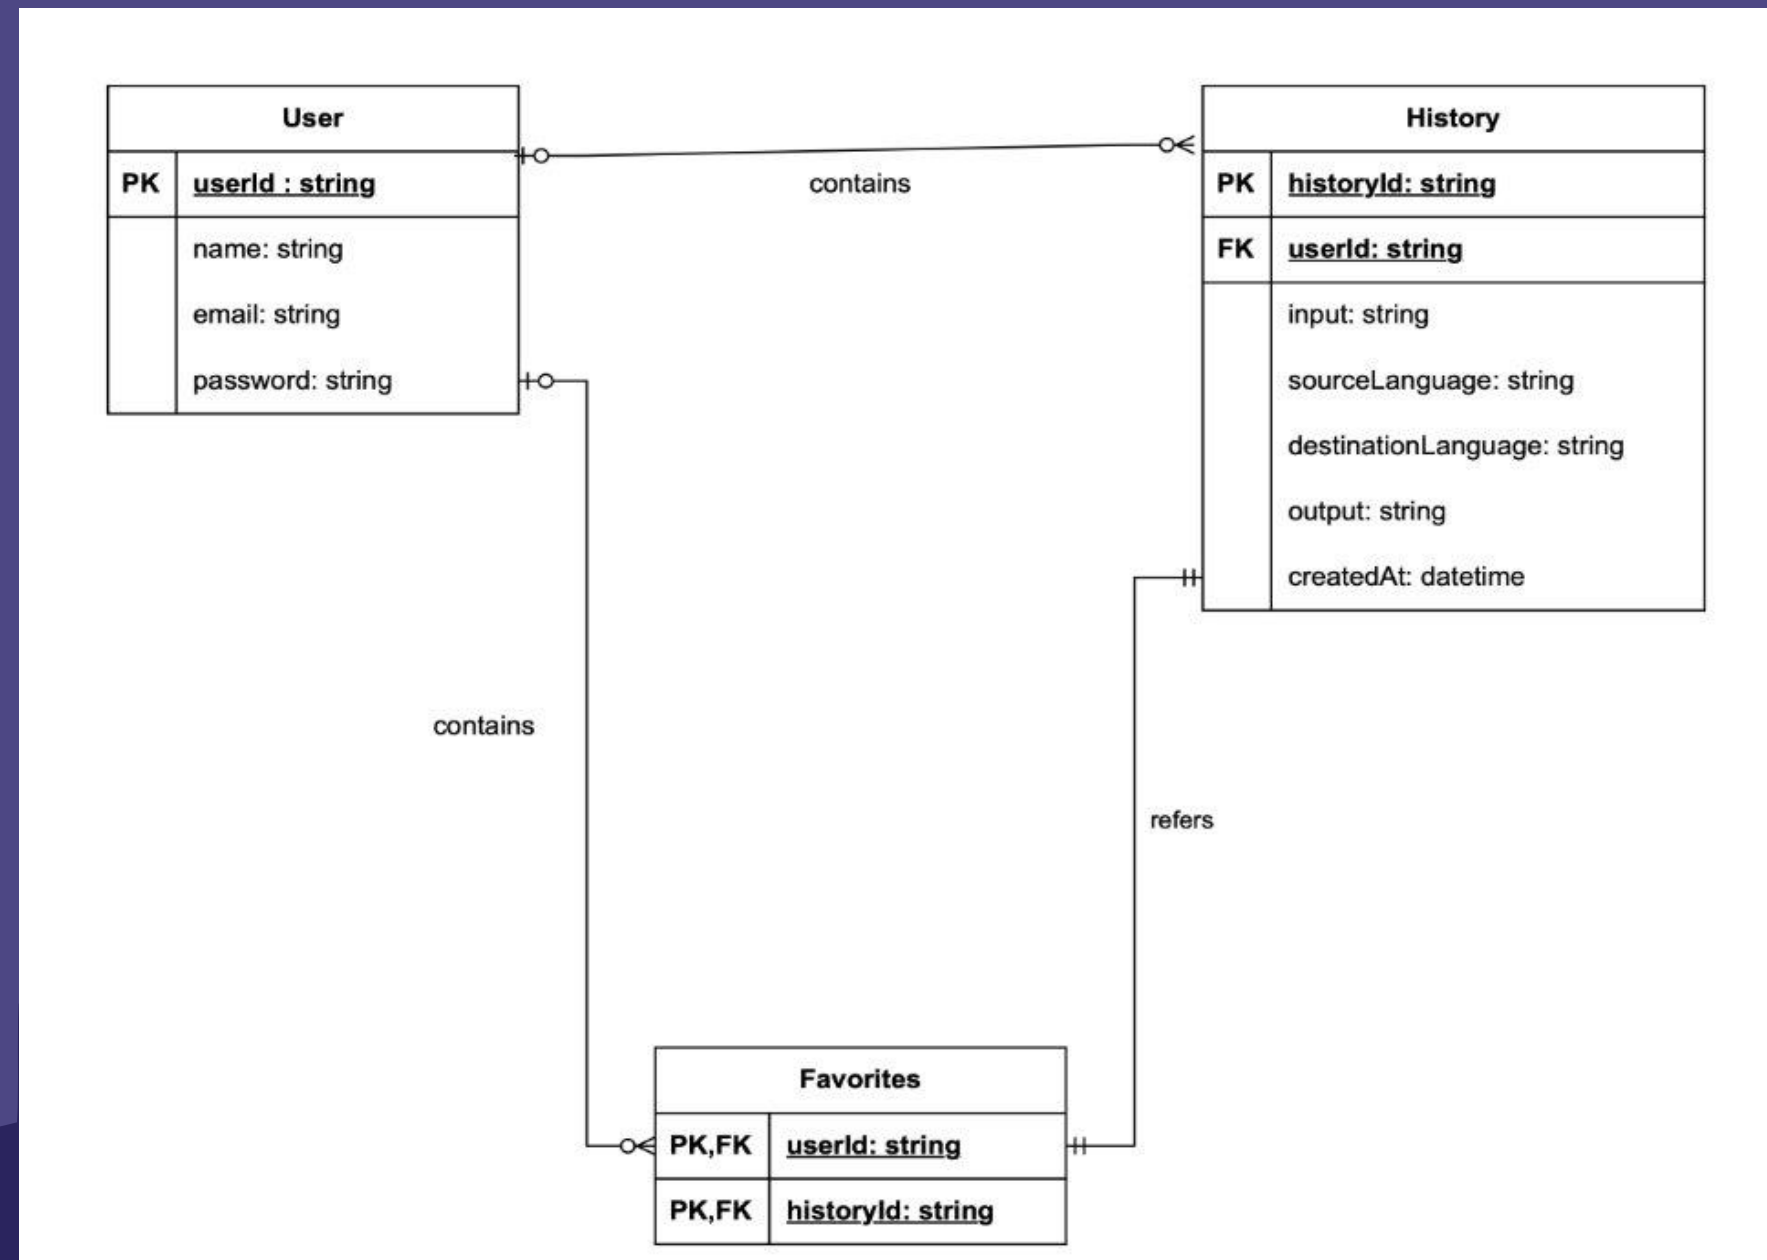 User
PK userId : string
name: string
email: string
password: string
contains
History
PK historyId: string
FK userId: string
input: string
sourceLanguage: string
destinationLanguage: string
output: string
createdAt: datetime
contains
refers
Favorites
PK,FK userId: string
PK,FK historyId: string